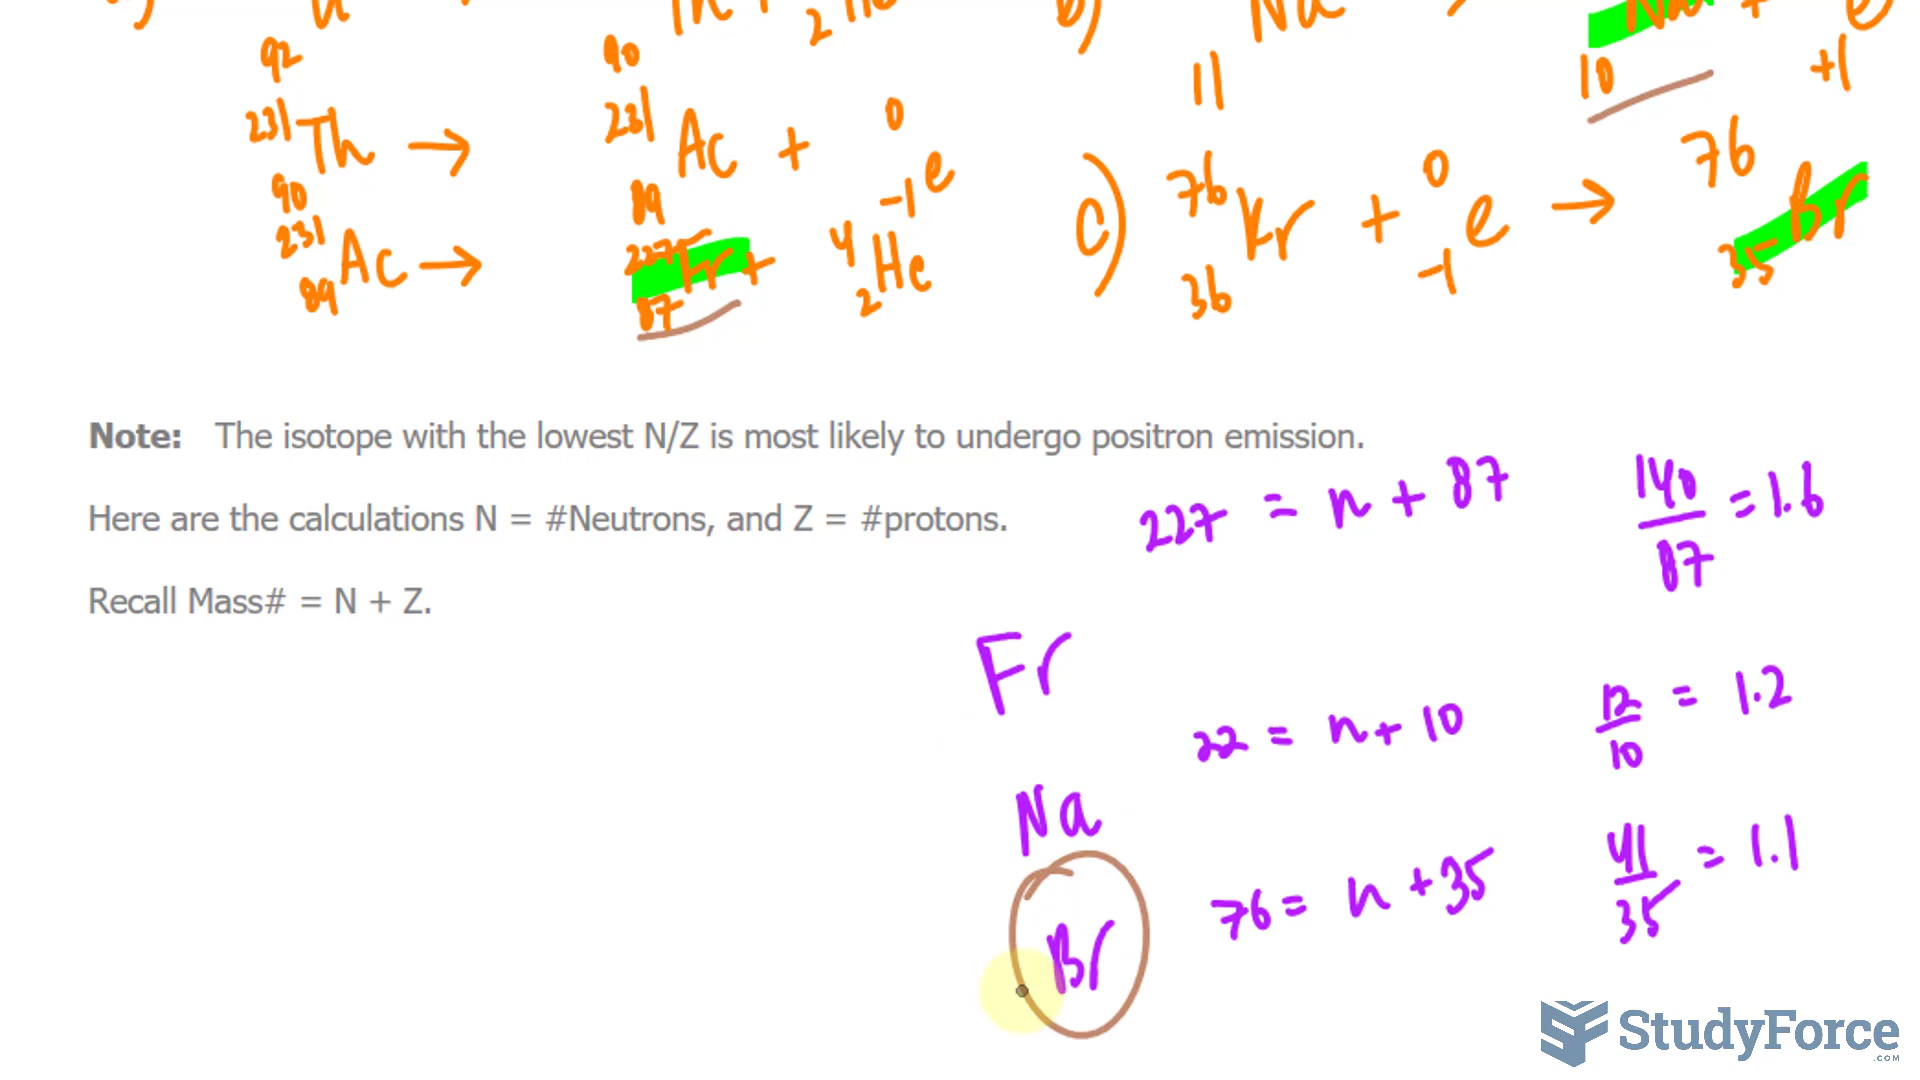 92 90 11 10 +1
231 Th → 231 Ac + 0 e
90 89 -1
c) 76 Kr + 0 e → 76 Br
36 -1 35
231 Ac → 227 Fr + 4 He
89 87 2
Note: The isotope with the lowest N/Z is most likely to undergo positron emission.
227 = n + 87 140/87 = 1.6
Here are the calculations N = #Neutrons, and Z = #protons.
Recall Mass# = N + Z.
Fr
22 = n + 10 12/10 = 1.2
Na
76 = n + 35 41/35 = 1.1
Br
StudyForce
.COM